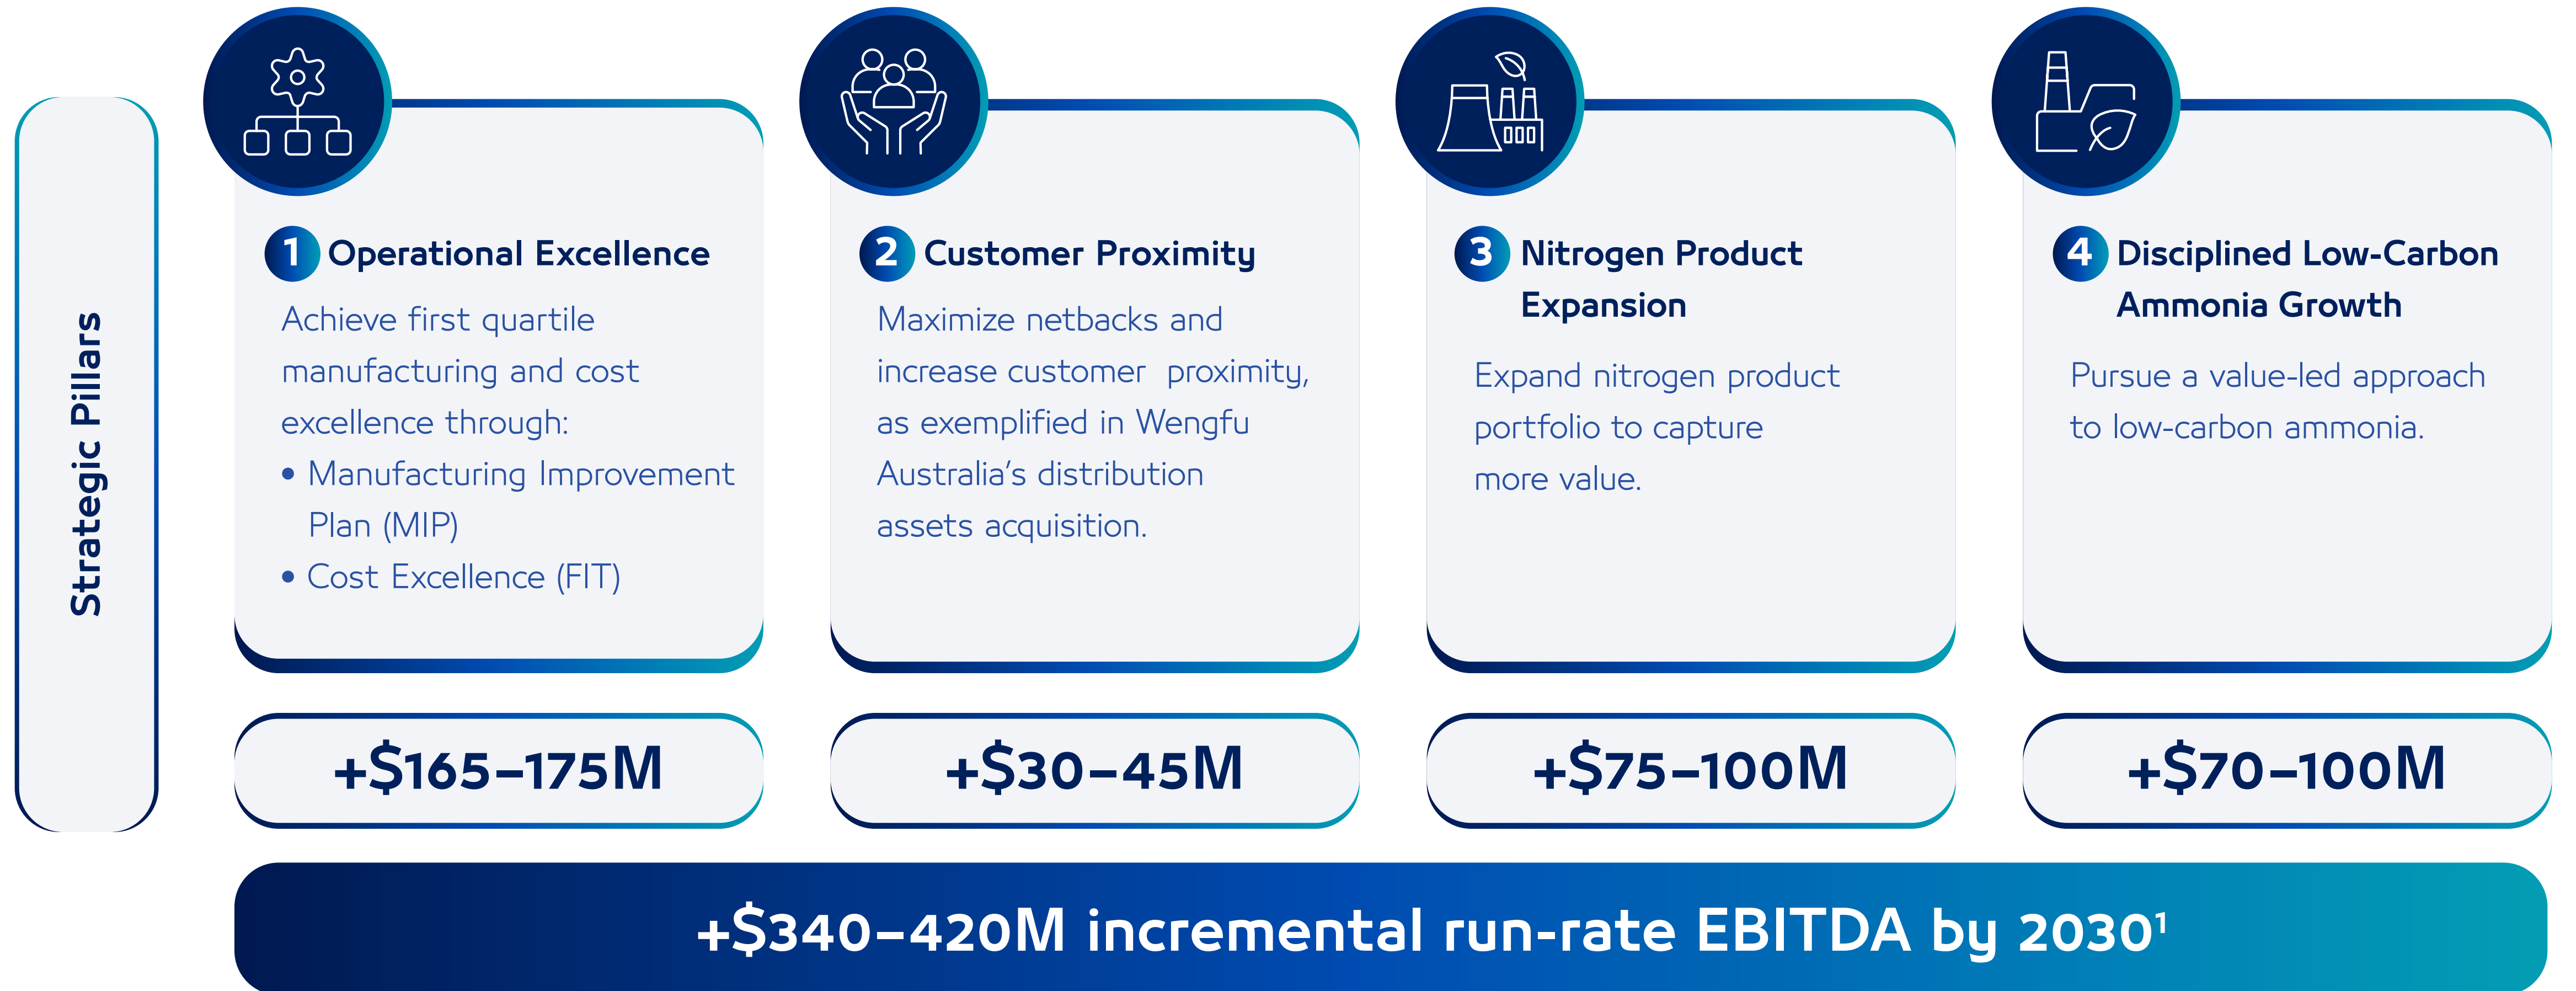 Strategic Pillars
1 Operational Excellence
Achieve first quartile
manufacturing and cost
excellence through:
• Manufacturing Improvement
Plan (MIP)
• Cost Excellence (FIT)
+$165–175M
2 Customer Proximity
Maximize netbacks and
increase customer proximity,
as exemplified in Wengfu
Australia's distribution
assets acquisition.
+$30–45M
3 Nitrogen Product
Expansion
Expand nitrogen product
portfolio to capture
more value.
+$75–100M
4 Disciplined Low-Carbon
Ammonia Growth
Pursue a value-led approach
to low-carbon ammonia.
+$70–100M
+$340–420M incremental run-rate EBITDA by 2030¹